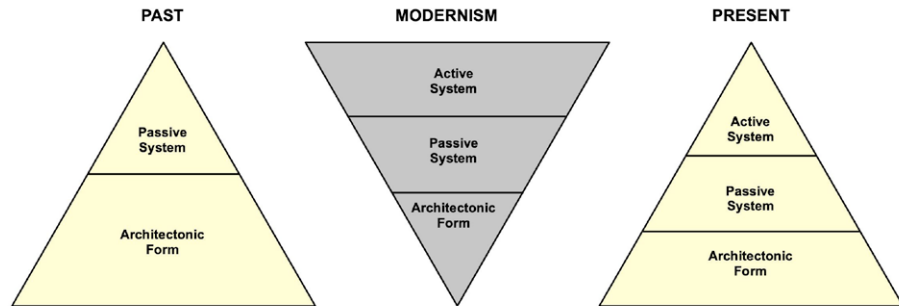 PAST
Passive
System
Architectonic
Form
MODERNISM
Active
System
Passive
System
Architectonic
Form
PRESENT
Active
System
Passive
System
Architectonic
Form